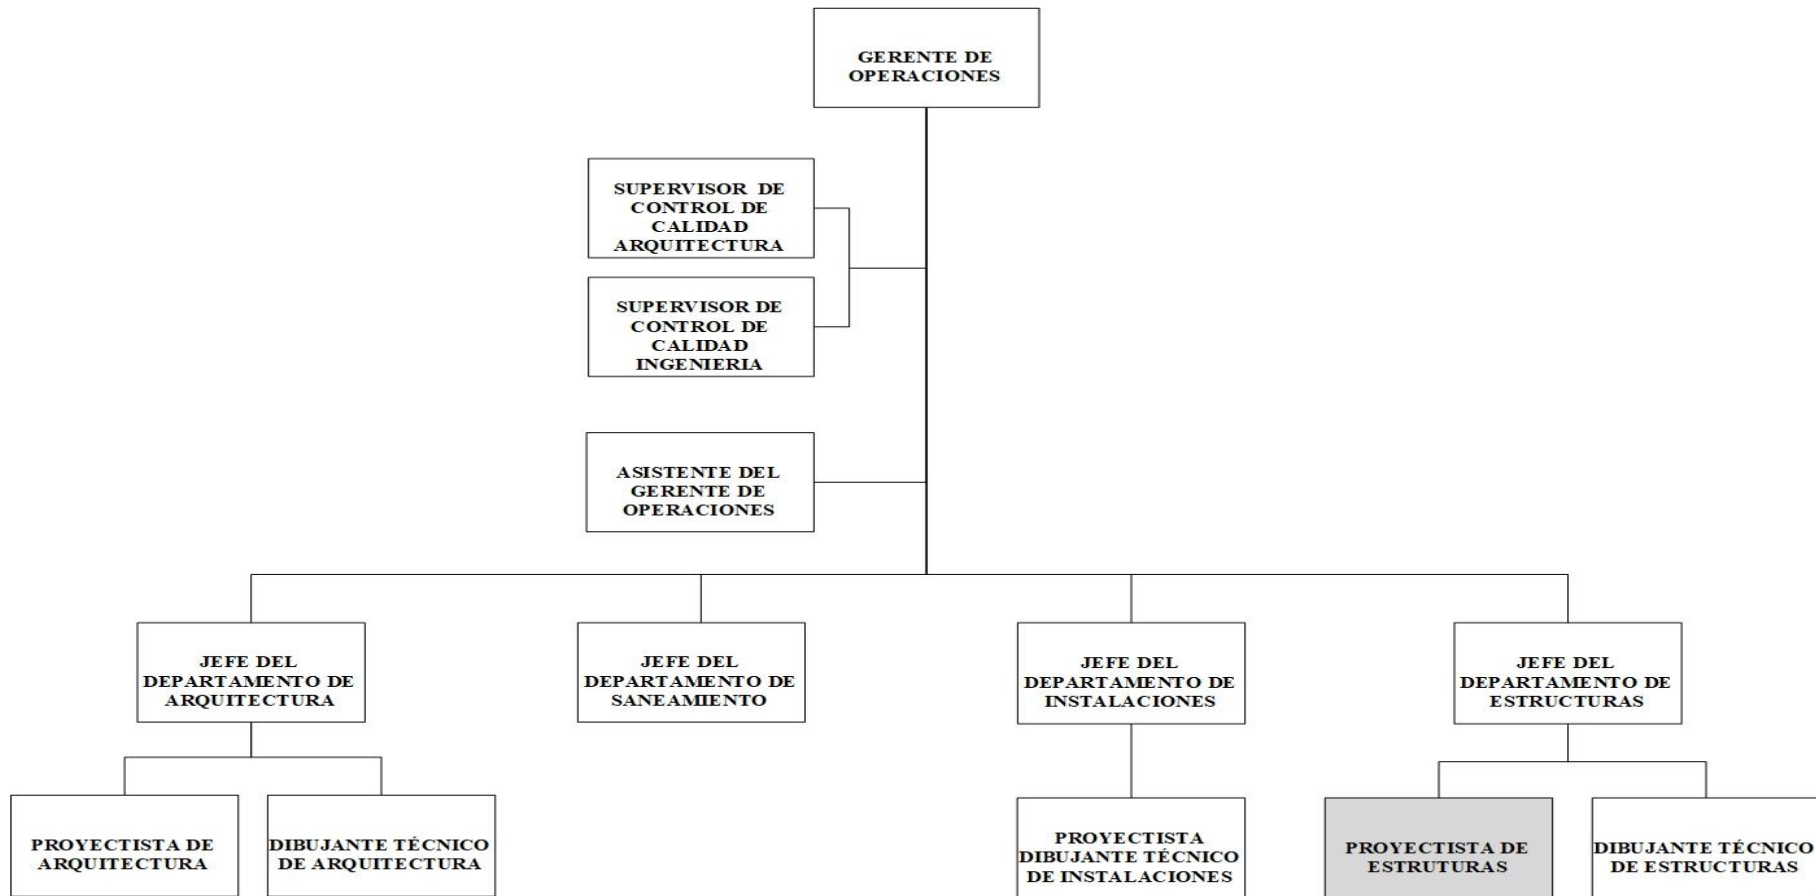 GERENTE DE
OPERACIONES
SUPERVISOR DE
CONTROL DE
CALIDAD
ARQUITECTURA
SUPERVISOR DE
CONTROL DE
CALIDAD
INGENIERIA
ASISTENTE DEL
GERENTE DE
OPERACIONES
JEFE DEL
DEPARTAMENTO DE
ARQUITECTURA
JEFE DEL
DEPARTAMENTO DE
SANEAMIENTO
JEFE DEL
DEPARTAMENTO DE
INSTALACIONES
JEFE DEL
DEPARTAMENTO DE
ESTRUCTURAS
PROYECTISTA DE
ARQUITECTURA
DIBUJANTE TÉCNICO
DE ARQUITECTURA
PROYECTISTA
DIBUJANTE TÉCNICO
DE INSTALACIONES
PROYECTISTA DE
ESTRUTURAS
DIBUJANTE TÉCNICO
DE ESTRUCTURAS